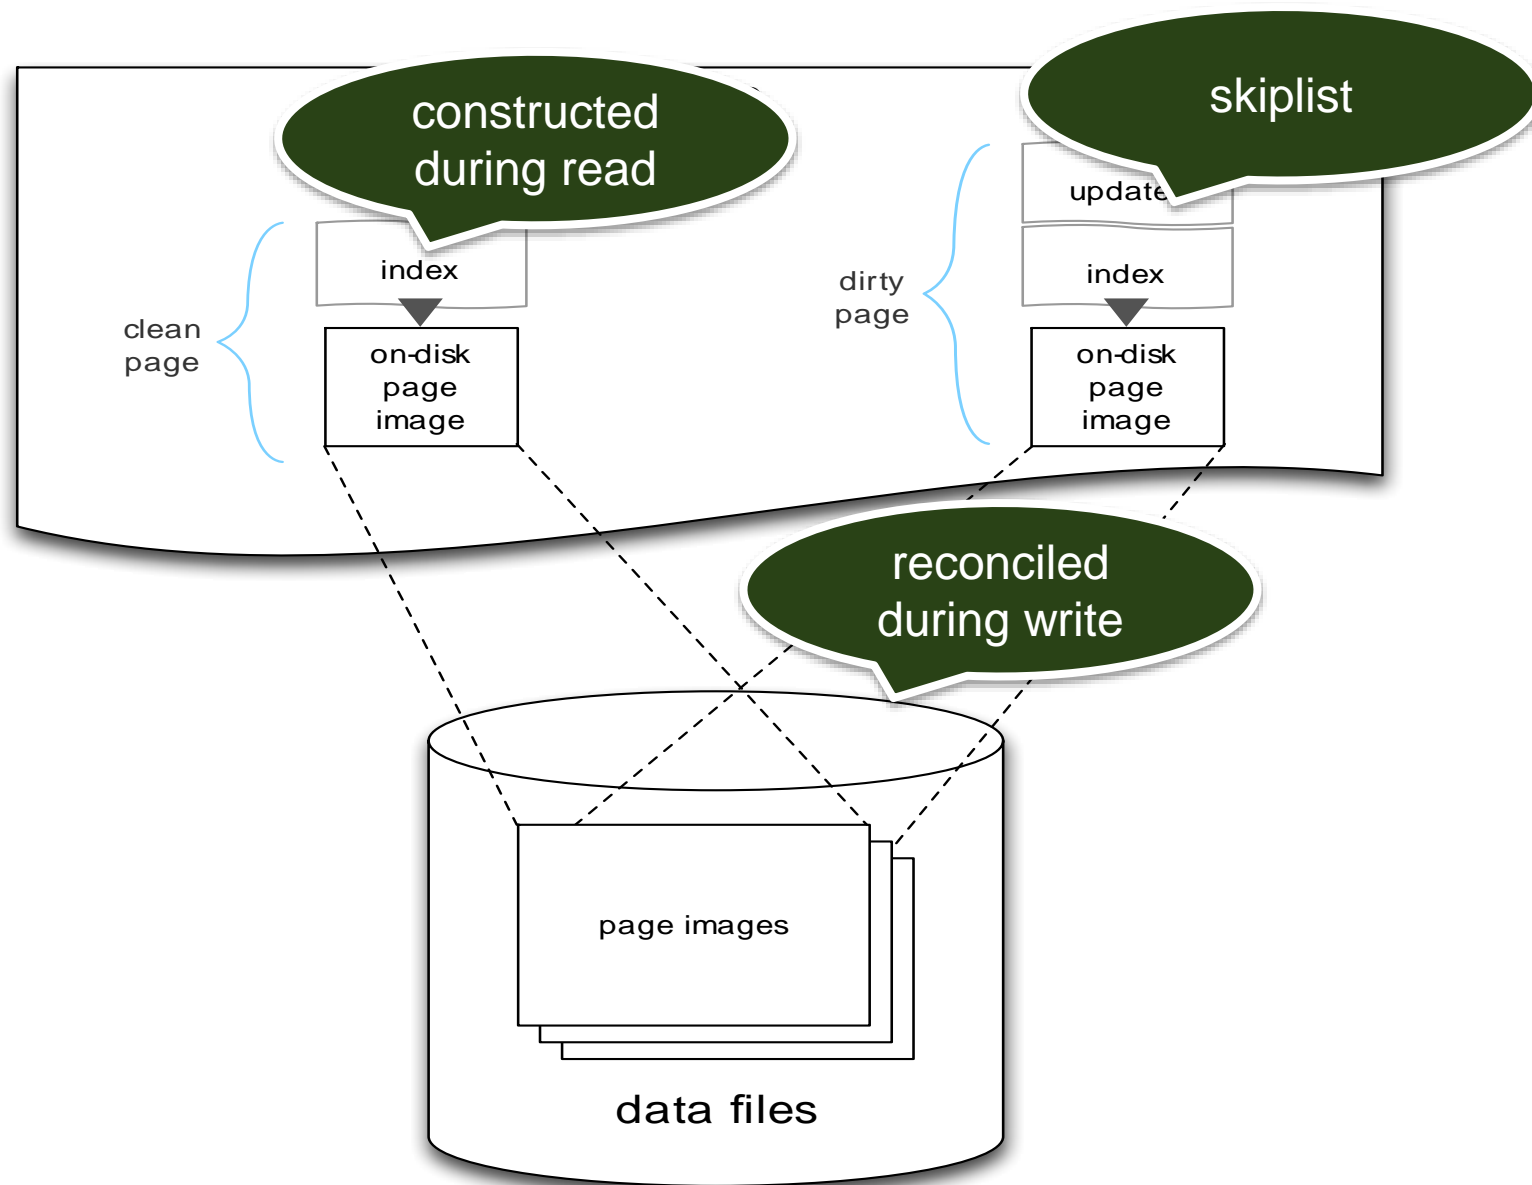 constructed
during read
skiplist
update
index
index
clean
page
dirty
page
on-disk
page
image
on-disk
page
image
reconciled
during write
page images
data files